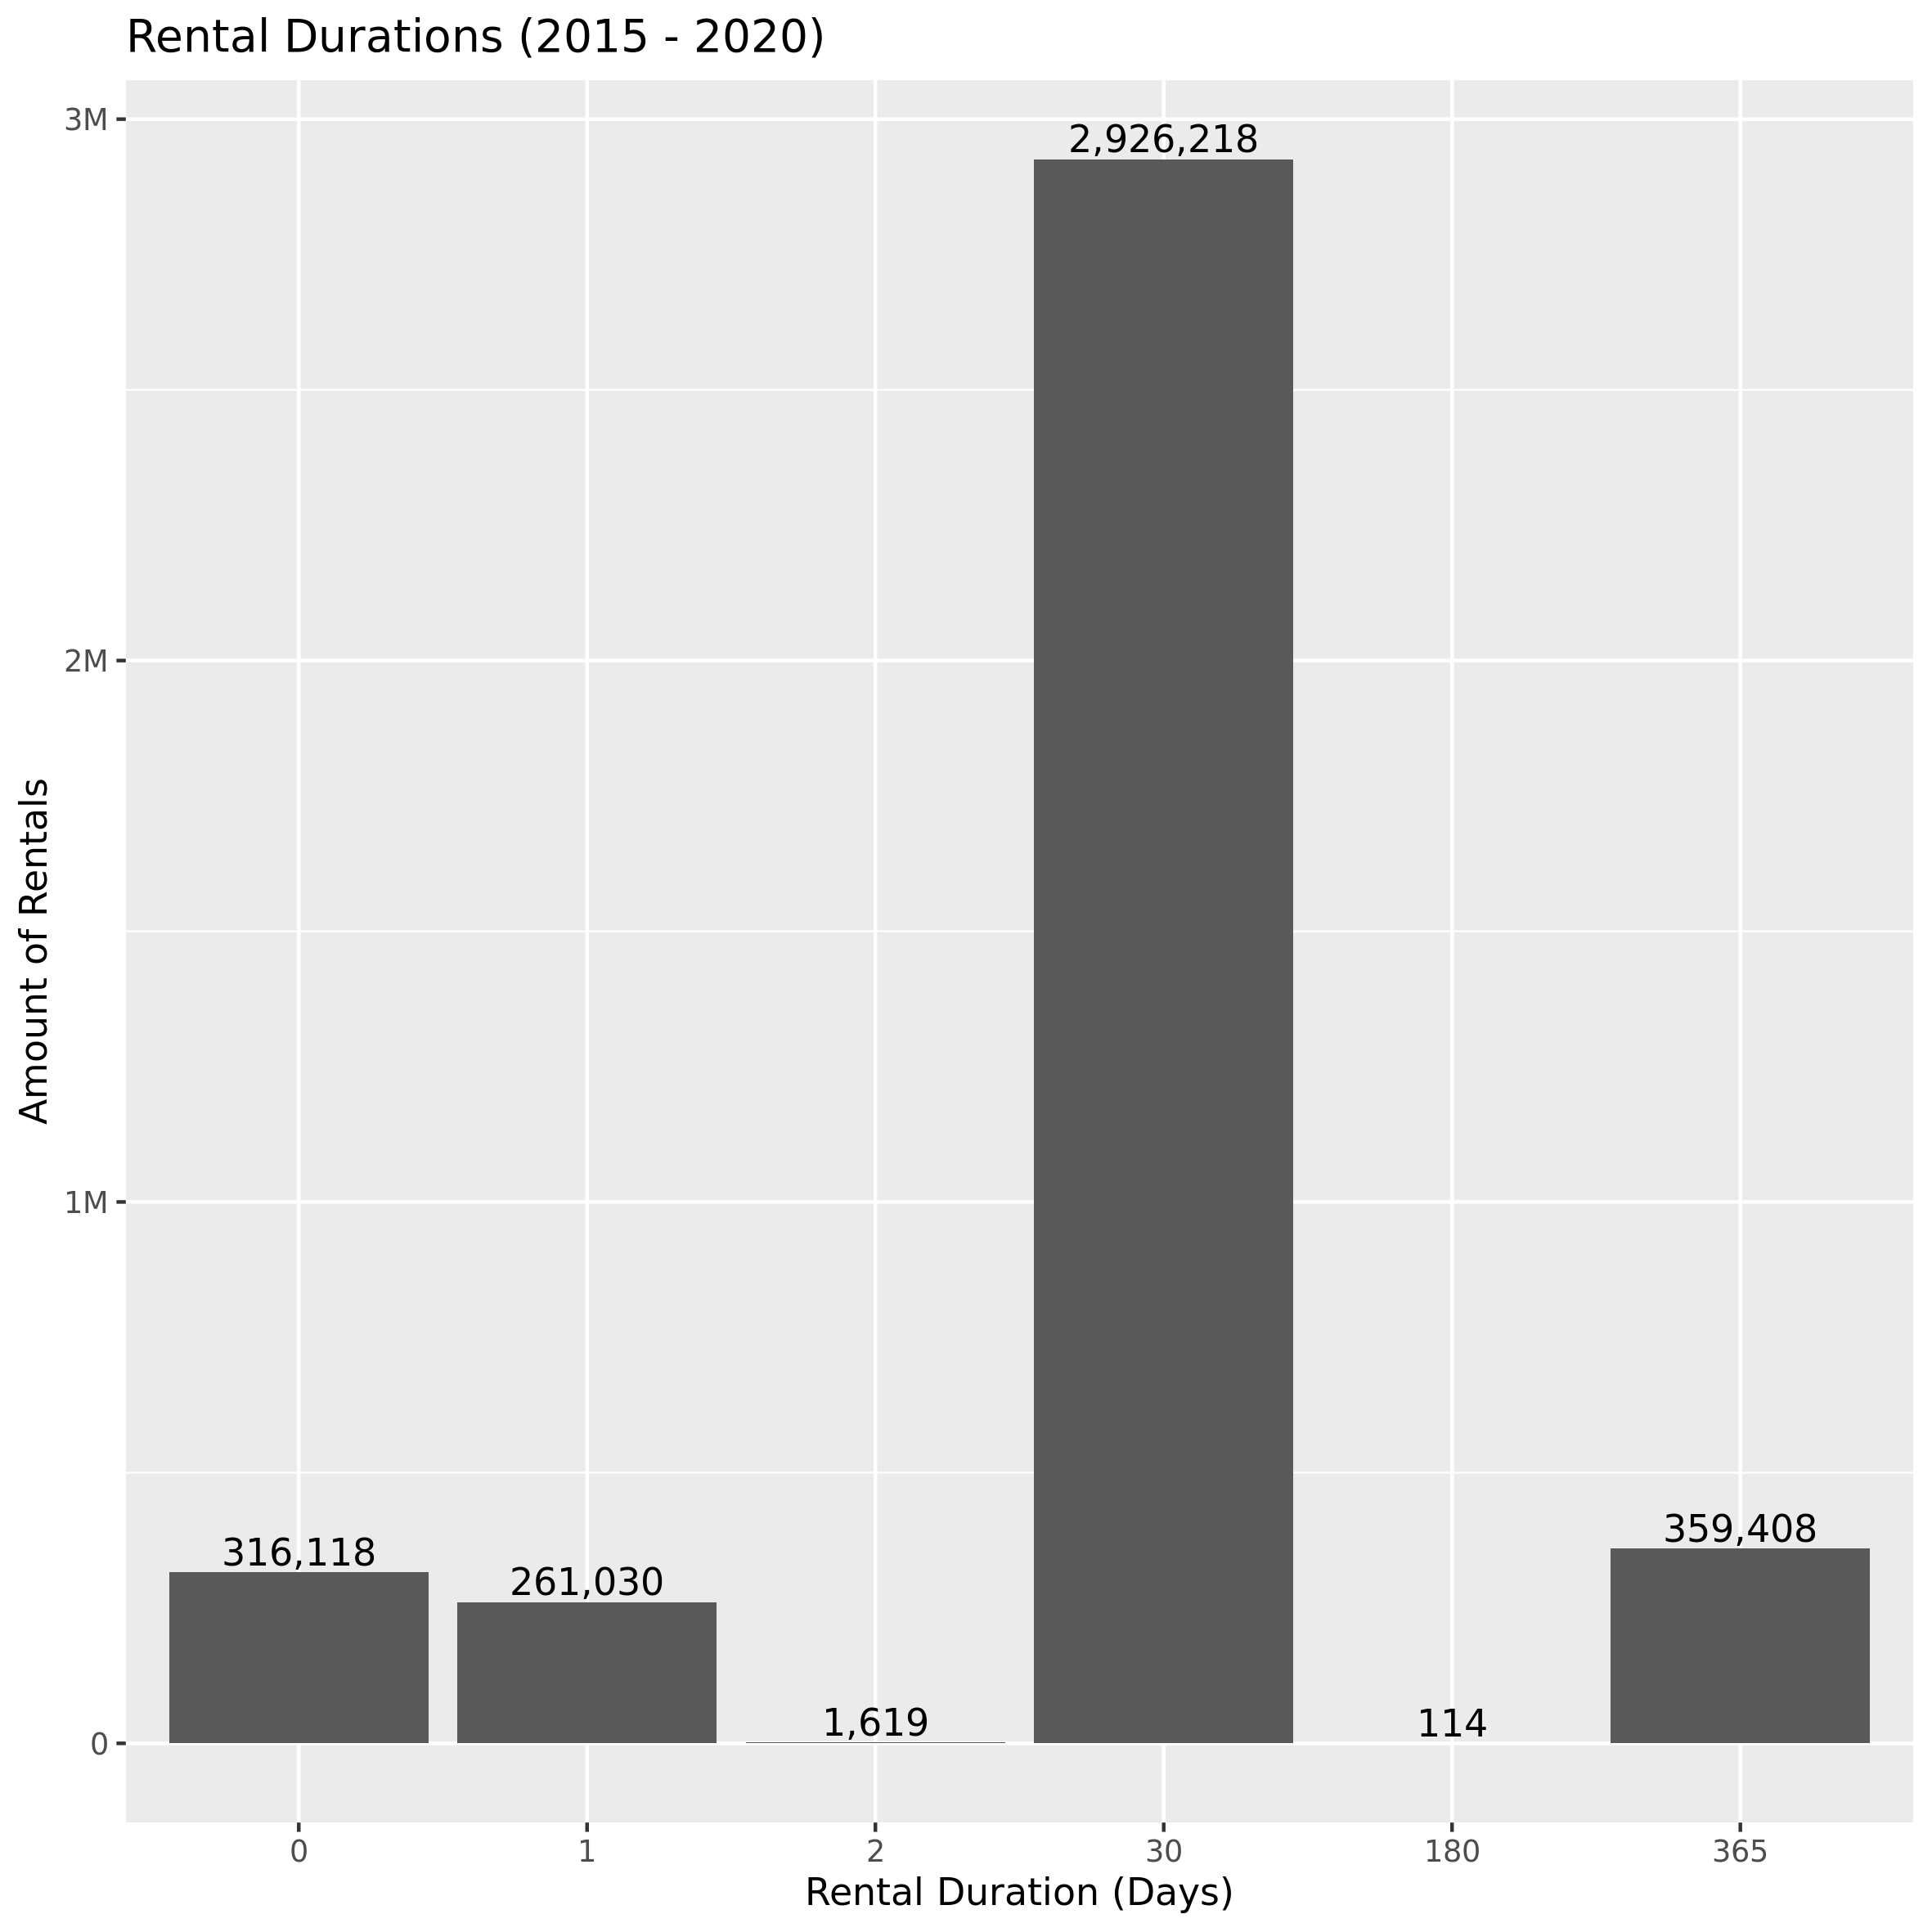 Rental Durations (2015 - 2020)
3M
2,926,218
2M
Amount of Rentals
1M
359,408
316,118
261,030
1,619
114
0
0 1 2 30 180 365
Rental Duration (Days)